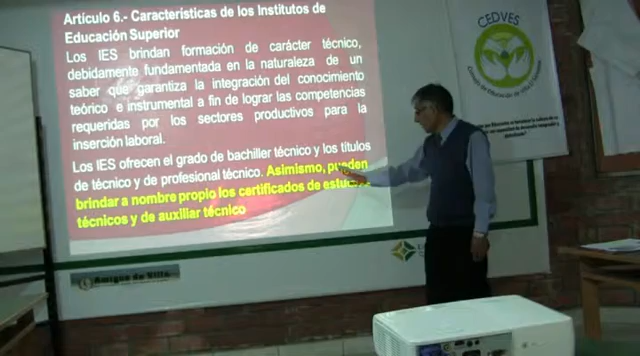 Artículo 6.- Características de los Institutos de
Educación Superior
Los IES brindan formación de carácter técnico,
debidamente fundamentada en la naturaleza de un
saber que garantiza la integración del conocimiento
teórico e instrumental a fin de lograr las competencias
requeridas por los sectores productivos para la
inserción laboral.
Los IES ofrecen el grado de bachiller técnico y los títulos
de técnico y de profesional técnico. Asimismo, pueden
brindar a nombre propio los certificados de
técnicos y de auxiliar técnico
CEDVES
Amigos de Villa